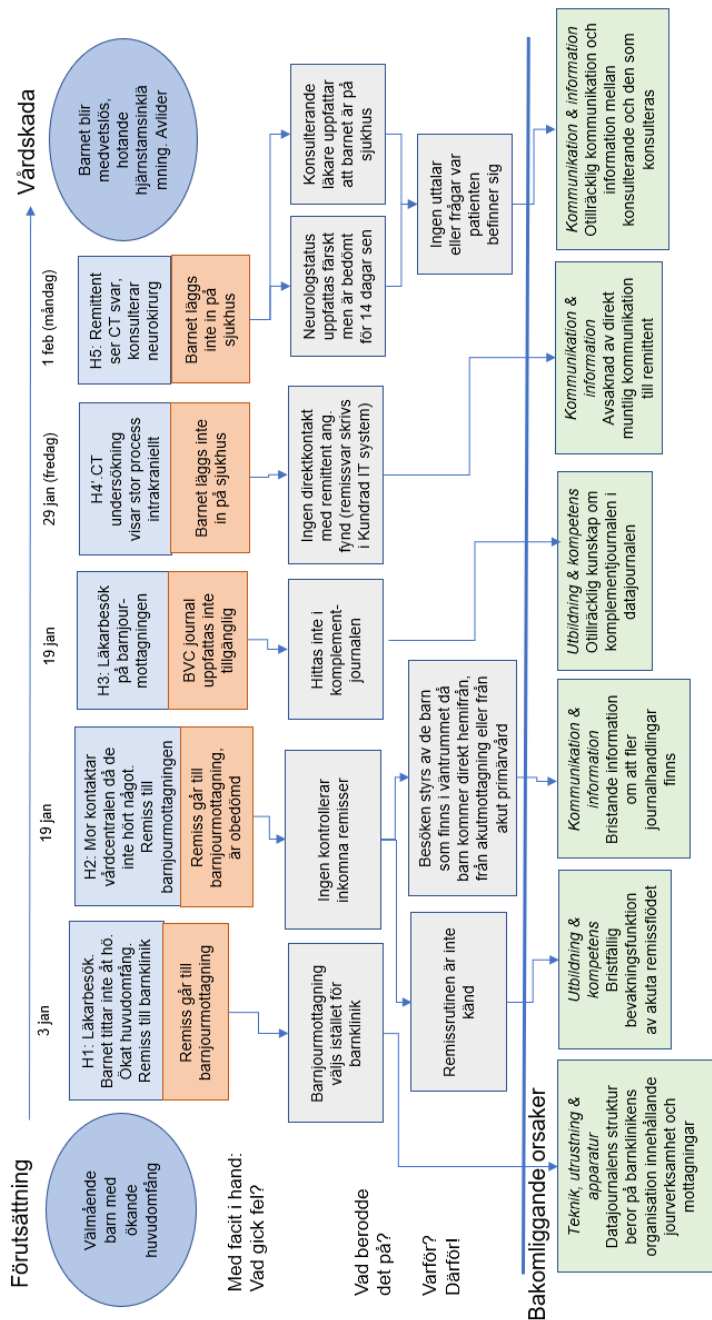 Förutsättning
Vårdskada
3 jan
19 jan
19 jan
29 jan (fredag)
1 feb (måndag)
Välmående
barn med
ökande
huvudomfång
H1: Läkarbesök.
Barnet tittar inte åt hö.
Ökat huvudomfång.
Remiss till barnklinik
Remiss går till
barnjourmottagning
H2: Mor kontaktar
vårdcentralen då de
inte hört något.
Remiss till
barnjourmottagningen
Remiss går till
barnjourmottagning,
är obedömd
H3: Läkarbesök
på barnjour-
mottagningen
BVC journal
uppfattas inte
tillgänglig
H4'.CT
undersökning
visar stor process
intrakraniellt
Barnet läggs inte
in på sjukhus
H5: Remittent
ser CT svar,
konsulterar
neurokirurg
Barnet läggs
inte in på
sjukhus
Barnet blir
medvetslös,
hotande
hjärnstamsinklä
mning. Avlider
Med facit i hand:
Vad gick fel?
Vad berodde
det på?
Barnjourmottagning
väljs istället för
barnklinik
Ingen kontrollerar
inkomna remisser
Hittas inte i
komplement-
journalen
Ingen direktkontakt
med remittent ang.
fynd (remissvar skrivs
i Kundrad IT system)
Neurologstatus
uppfattas färskt
men är bedömt
för 14 dagar sen
Konsulterande
läkare uppfattar
att barnet är på
sjukhus
Varför?
Därför!
Remissrutinen är inte
känd
Besöken styrs av de barn
som finns i väntrummet då
barn kommer direkt hemifrån,
från akutmottagning eller från
akut primärvård
Ingen uttalar
eller frågar var
patienten
befinner sig
Bakomliggande orsaker
Teknik, utrustning &
apparatur
Datajournalens struktur
beror på barnklinikens
organisation innehållande
jourverksamhet och
mottagningar
Utbildning &
kompetens
Bristfällig
bevakningsfunktion
av akuta remissflödet
Kommunikation &
information
Bristande information
om att fler
journalhandlingar
finns
Utbildning & kompetens
Otillräcklig kunskap om
komplementjournalen i
datajournalen
Kommunikation &
information
Avsaknad av direkt
muntlig kommunikation
till remittent
Kommunikation & information
Otillräcklig kommunikation och
information mellan
konsulterande och den som
konsulteras